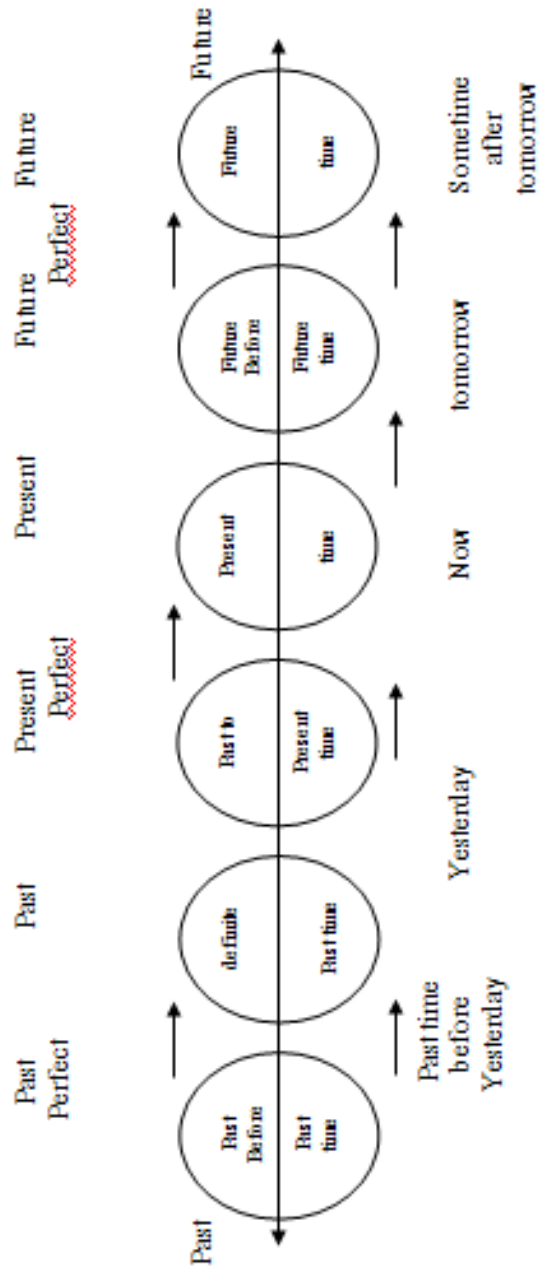 Past
Perfect
Past
Present
Perfect
Present
Future
Perfect
Future
Past
Past
Before
Past
time
definite
Past time
Past to
Present
time
Present
time
Future
Before
Future
time
Future
time
Future
Past time
before
Yesterday
Yesterday
Now
tomorrow
Sometime
after
tomorrow